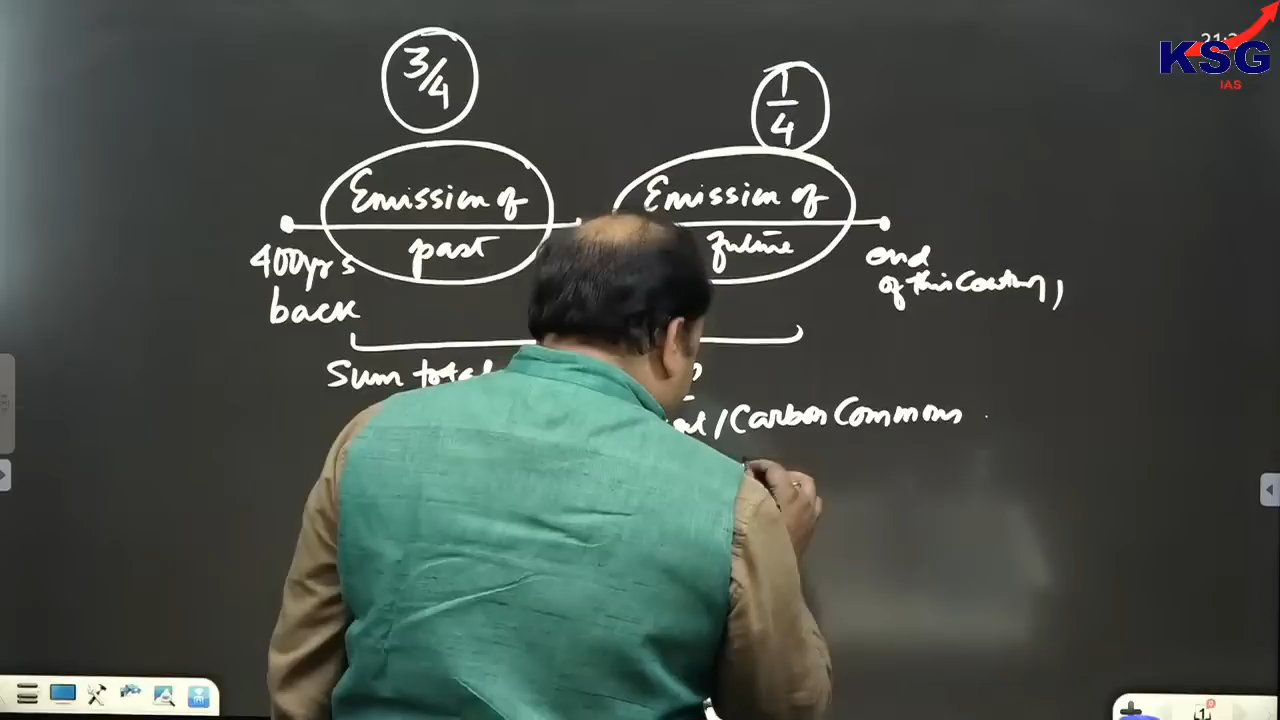 KSG
IAS
3/4
1/4
Emission of
past
Emission of
future
400yrs
back
end
of this century
Sum total
/Carbon Commons